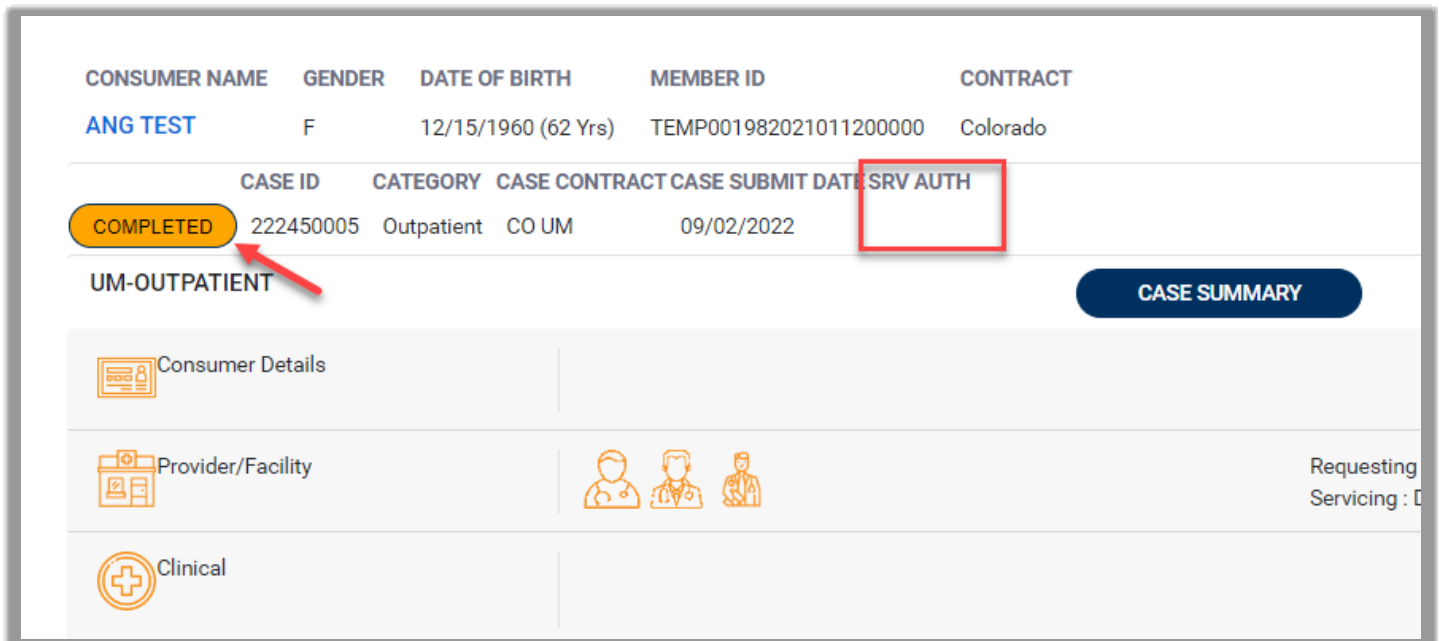 CONSUMER NAME GENDER DATE OF BIRTH MEMBER ID CONTRACT
ANG TEST F 12/15/1960 (62 Yrs) TEMP001982021011200000 Colorado
CASE ID CATEGORY CASE CONTRACT CASE SUBMIT DATE SRV AUTH
COMPLETED 222450005 Outpatient CO UM 09/02/2022
UM-OUTPATIENT CASE SUMMARY
Consumer Details
Provider/Facility Requesting
Servicing :
Clinical